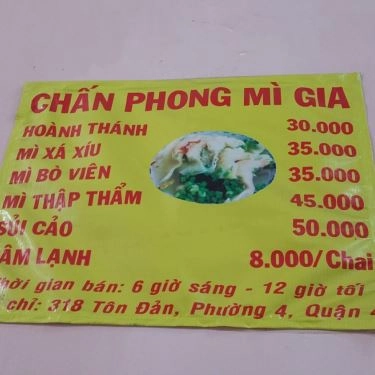 CHẤN PHONG MÌ GIA
HOÀNH THÁNH 30.000
MÌ XÁ XÍU 35.000
MÌ BÒ VIÊN 35.000
MÌ THẬP THẨM 45.000
SỦI CẢO 50.000
ÂM LẠNH 8.000/Chai
hời gian bán: 6 giờ sáng - 12 giờ tối
chỉ: 318 Tôn Đản, Phường 4, Quận 4